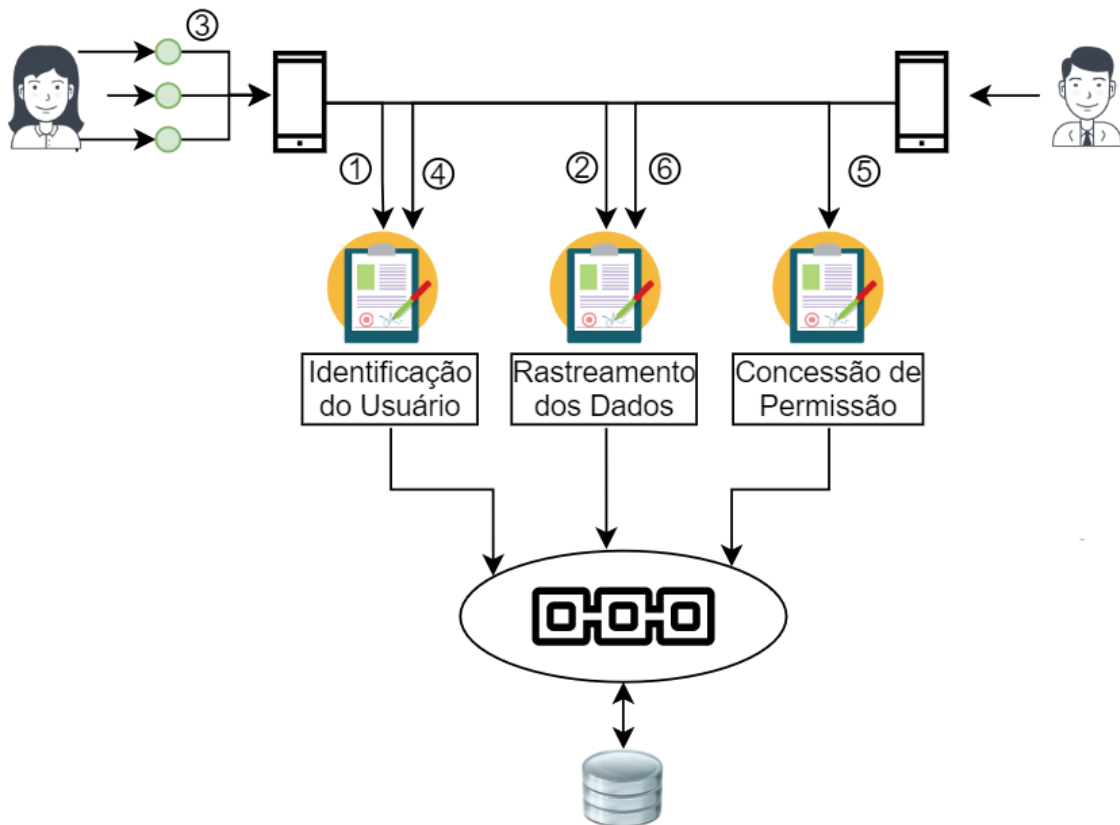 ③
① ④ ② ⑥ ⑤
Identificação
do Usuário
Rastreamento
dos Dados
Concessão de
Permissão